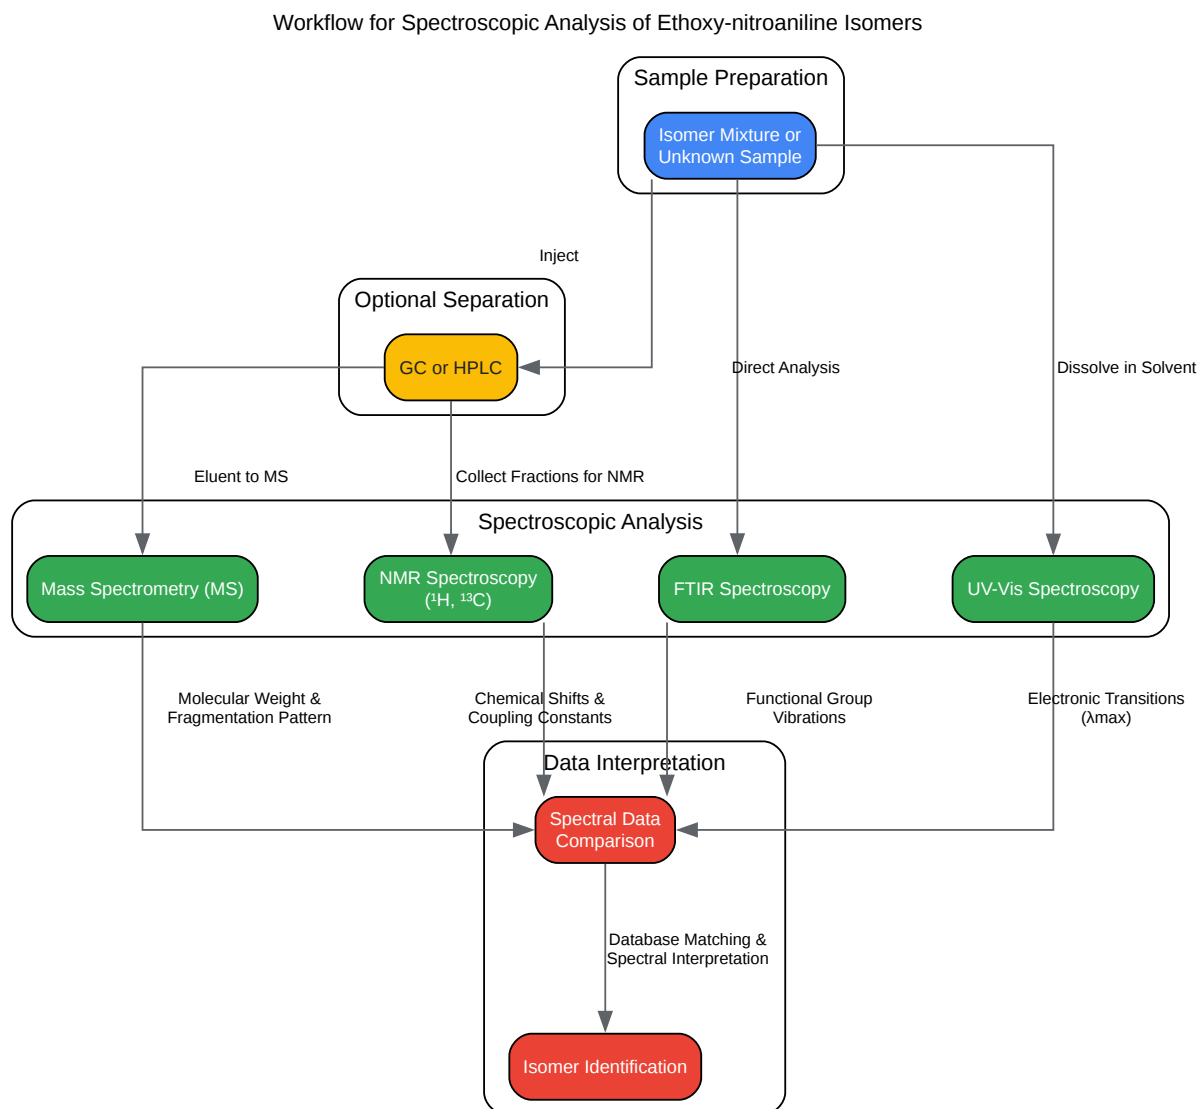 Workflow for Spectroscopic Analysis of Ethoxy-nitroaniline Isomers
Sample Preparation
Isomer Mixture or
Unknown Sample
Inject
Optional Separation
GC or HPLC
Direct Analysis
Dissolve in Solvent
Eluent to MS
Collect Fractions for NMR
Spectroscopic Analysis
Mass Spectrometry (MS)
NMR Spectroscopy
(¹H, ¹³C)
FTIR Spectroscopy
UV-Vis Spectroscopy
Molecular Weight &
Fragmentation Pattern
Chemical Shifts &
Coupling Constants
Functional Group
Vibrations
Electronic Transitions
(λmax)
Data Interpretation
Spectral Data
Comparison
Database Matching &
Spectral Interpretation
Isomer Identification